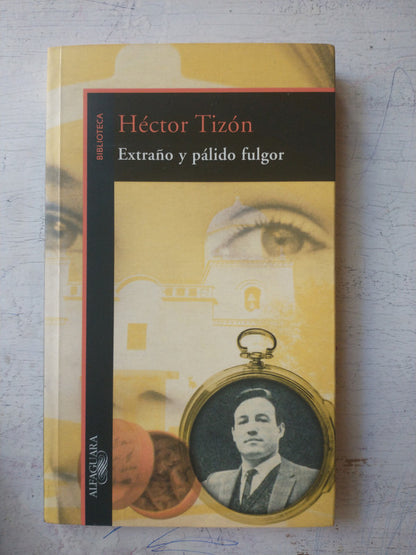 BIBLIOTECA
Héctor Tizón
Extraño y pálido fulgor
ALFAGUARA